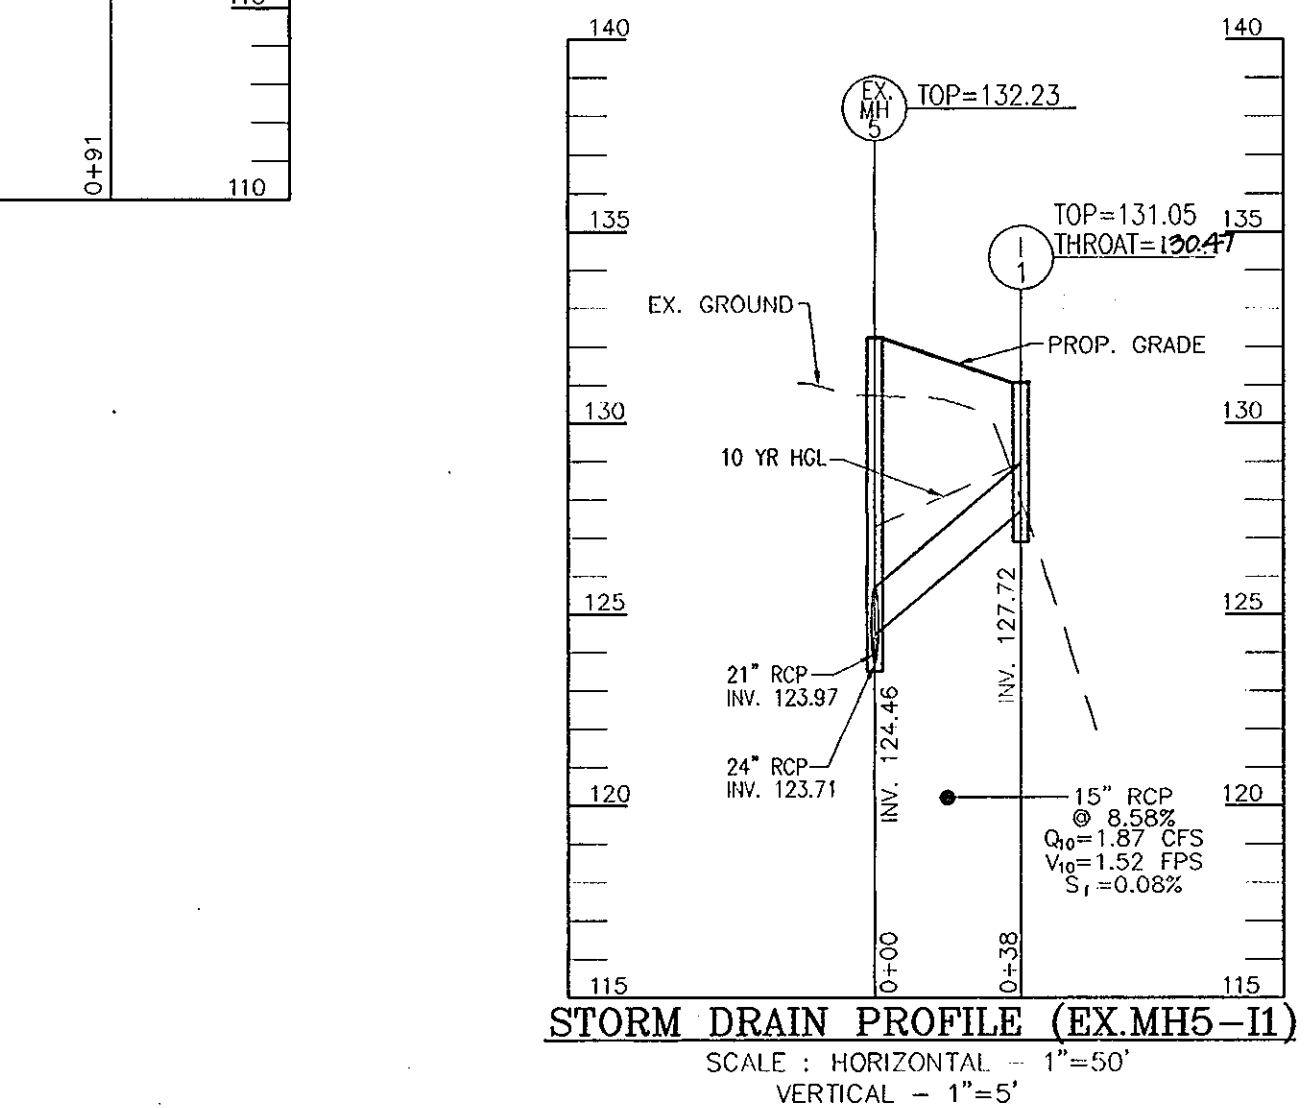 110
0+91
110
140
140
EX.
MH
5
TOP=132.23
135
TOP=131.05
135
THROAT=130.47
1
EX. GROUND
PROP. GRADE
130
130
10 YR HGL
125
125
INV. 127.72
21" RCP
INV. 123.97
INV. 124.46
24" RCP
INV. 123.71
120
120
15" RCP
@ 8.58%
Q10=1.87 CFS
V10=1.52 FPS
Sf=0.08%
0+00
0+38
115
115
STORM DRAIN PROFILE (EX.MH5-I1)
SCALE : HORIZONTAL - 1"=50'
VERTICAL - 1"=5'